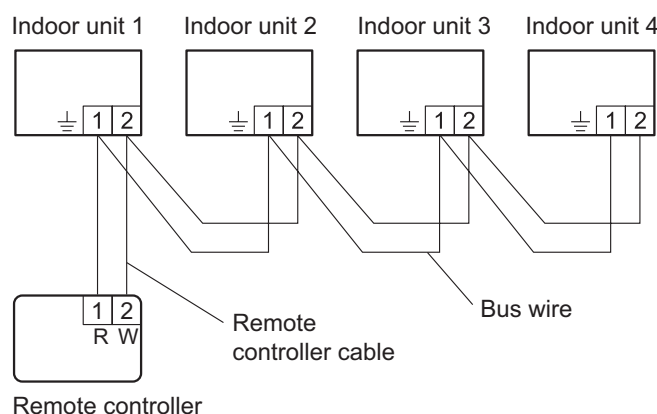 Indoor unit 1 Indoor unit 2 Indoor unit 3 Indoor unit 4
1 2 1 2 1 2 1 2
1 2
R W
Remote
controller cable
Bus wire
Remote controller